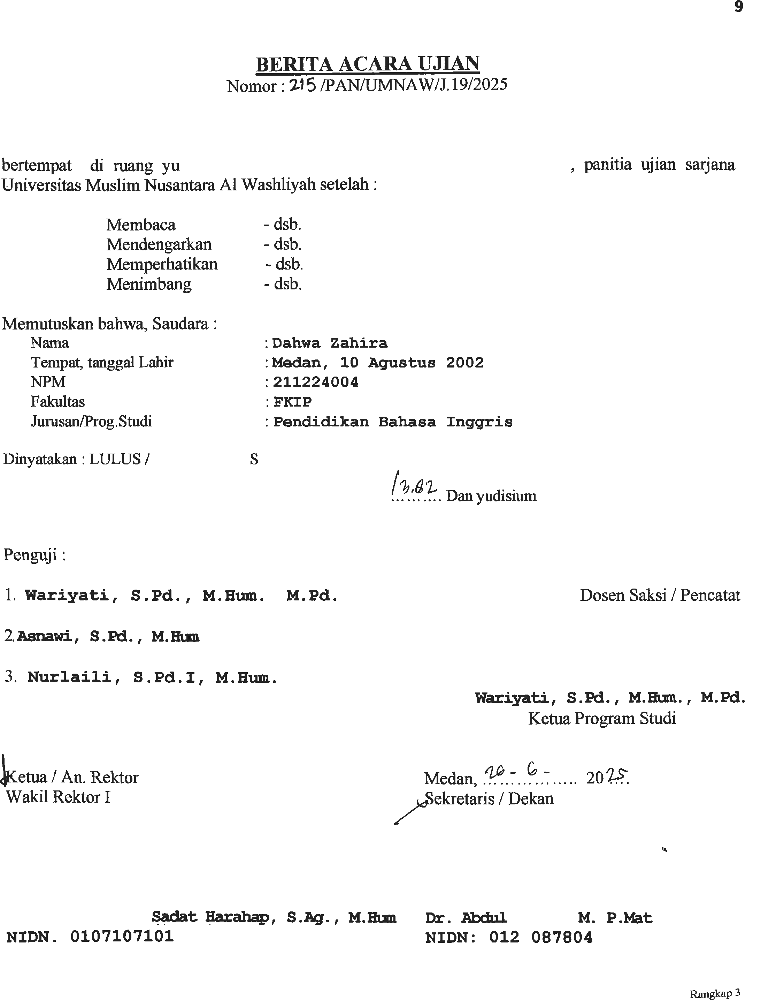 9
BERITA ACARA UJIAN
Nomor : 215 /PAN/UMNAW/J.19/2025
bertempat di ruang yu , panitia ujian sarjana
Universitas Muslim Nusantara Al Washliyah setelah :
Membaca - dsb.
Mendengarkan - dsb.
Memperhatikan - dsb.
Menimbang - dsb.
Memutuskan bahwa, Saudara :
Nama : Dahwa Zahira
Tempat, tanggal Lahir : Medan, 10 Agustus 2002
NPM : 211224004
Fakultas : FKIP
Jurusan/Prog.Studi : Pendidikan Bahasa Inggris
Dinyatakan : LULUS / S
/3.82 .......... Dan yudisium
Penguji :
1. Wariyati, S.Pd., M.Hum. M.Pd. Dosen Saksi / Pencatat
2. Asnawi, S.Pd., M.Hum
3. Nurlaili, S.Pd.I, M.Hum.
Wariyati, S.Pd., M.Hum., M.Pd.
Ketua Program Studi
Ketua / An. Rektor Medan, 26 - 6 - 2025
Wakil Rektor I Sekretaris / Dekan
Sadat Harahap, S.Ag., M.Hum Dr. Abdul M. P.Mat
NIDN. 0107107101 NIDN: 012 087804
Rangkap 3